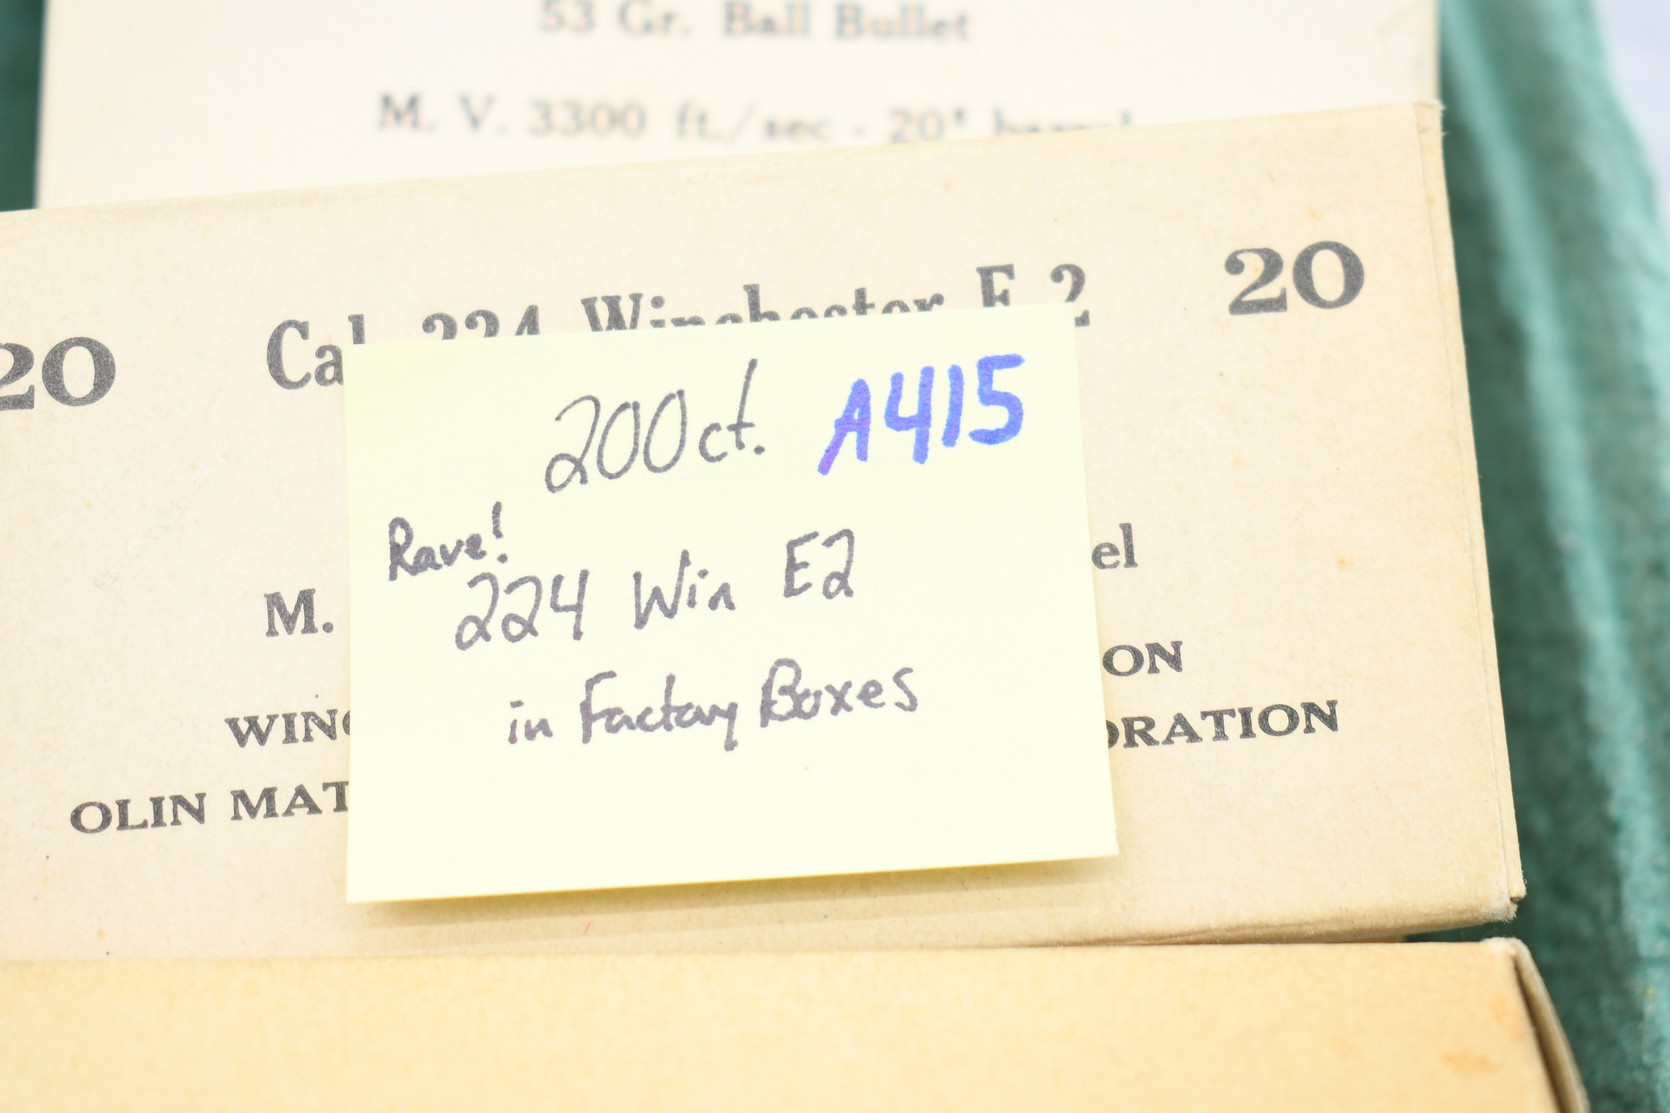 53 Gr. Ball Bullet
M. V. 3300 ft./sec - 20" barrel
20 Cal. 224 Winchester E 2 20
200ct. A415
Rare!
224 Win E2
in Factory Boxes
M. el
WINC ON
OLIN MAT ORATION